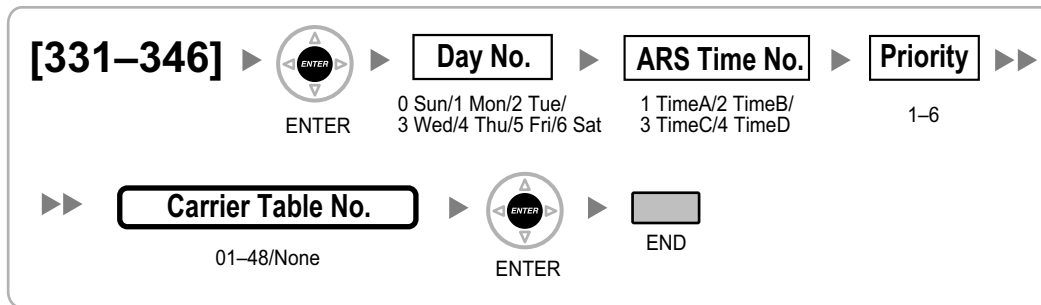 [331–346] ENTER Day No. ARS Time No. Priority
0 Sun/1 Mon/2 Tue/ 1 TimeA/2 TimeB/ 1–6
ENTER 3 Wed/4 Thu/5 Fri/6 Sat 3 TimeC/4 TimeD
Carrier Table No. ENTER
01–48/None END
ENTER